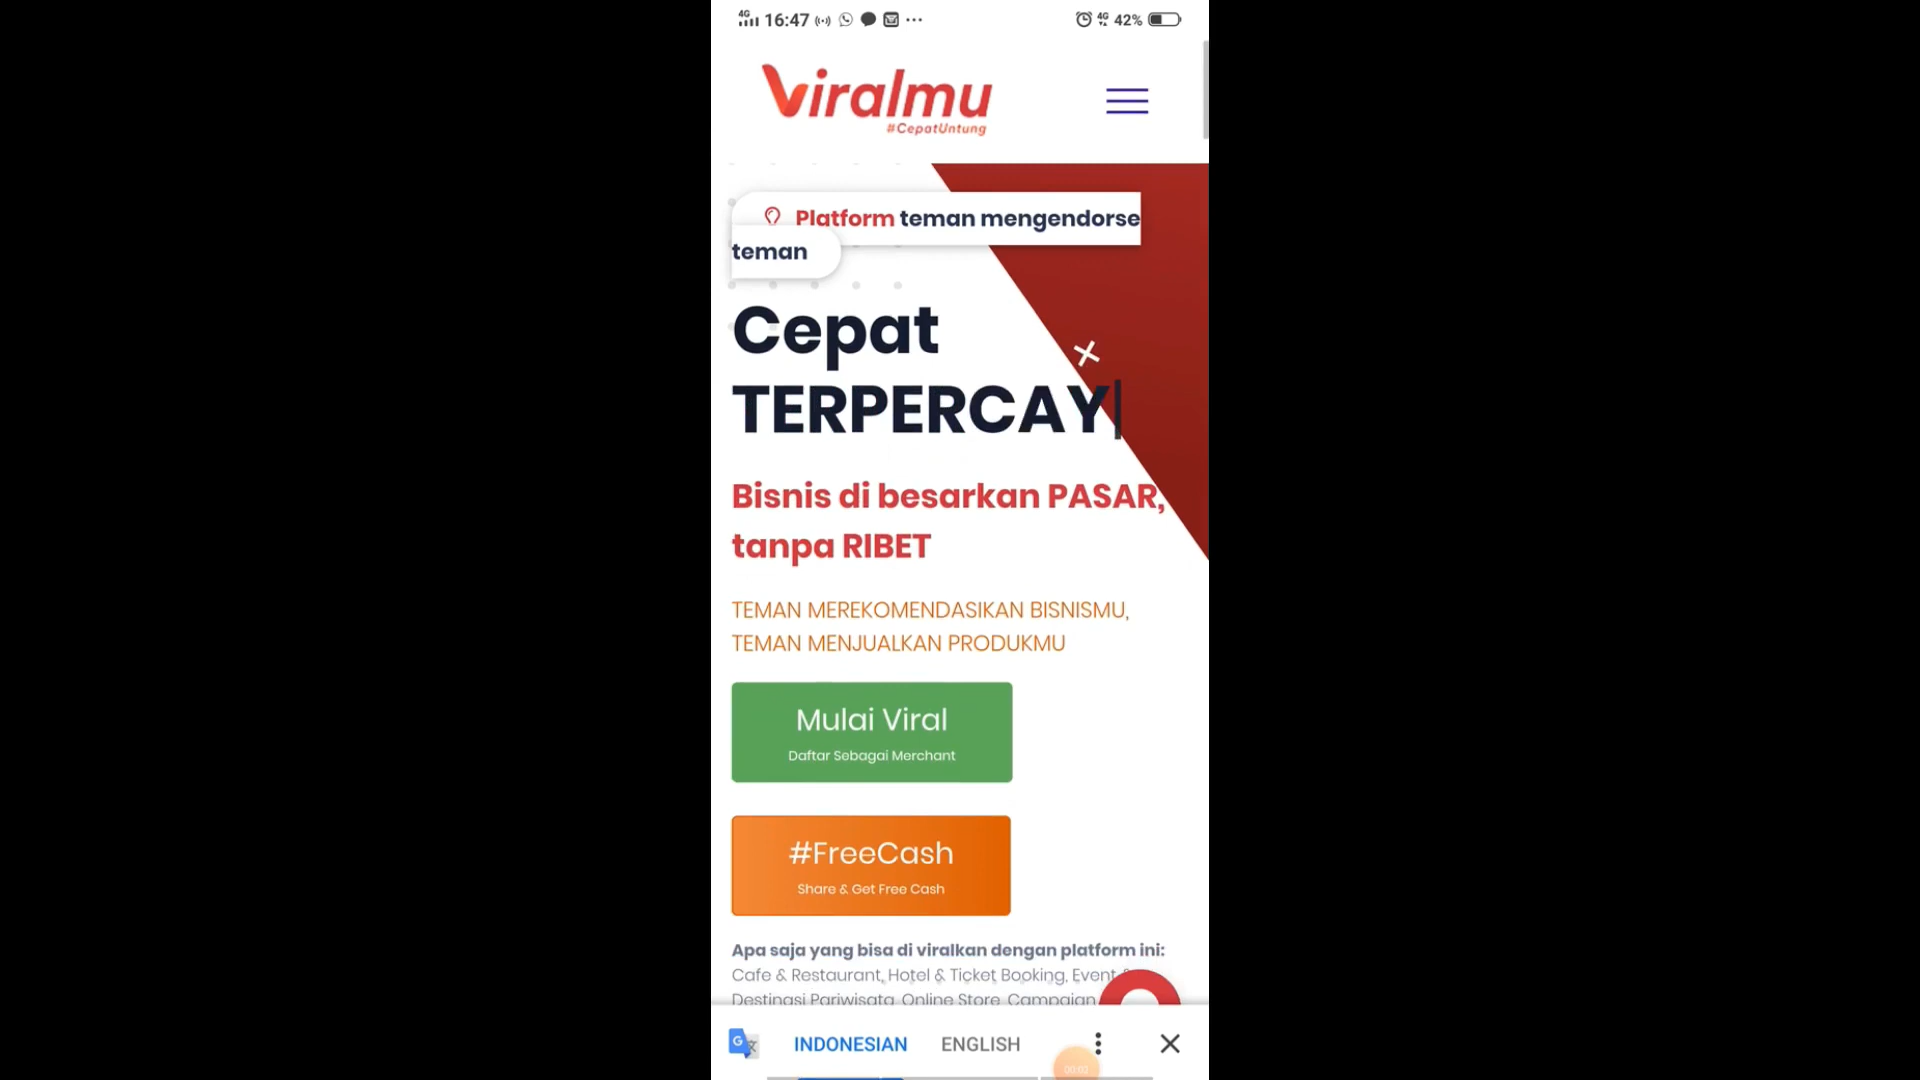 4G 16:47 4G 42%
Viralmu
#CepatUntung
Platform teman mengendorse
teman
Cepat
TERPERCAY|
Bisnis di besarkan PASAR,
tanpa RIBET
TEMAN MEREKOMENDASIKAN BISNISMU,
TEMAN MENJUALKAN PRODUKMU
Mulai Viral
Daftar Sebagai Merchant
#FreeCash
Share & Get Free Cash
Apa saja yang bisa di viralkan dengan platform ini:
Cafe & Restaurant, Hotel & Ticket Booking, Event &
Destinasi Pariwisata, Online Store, Campaign
INDONESIAN ENGLISH